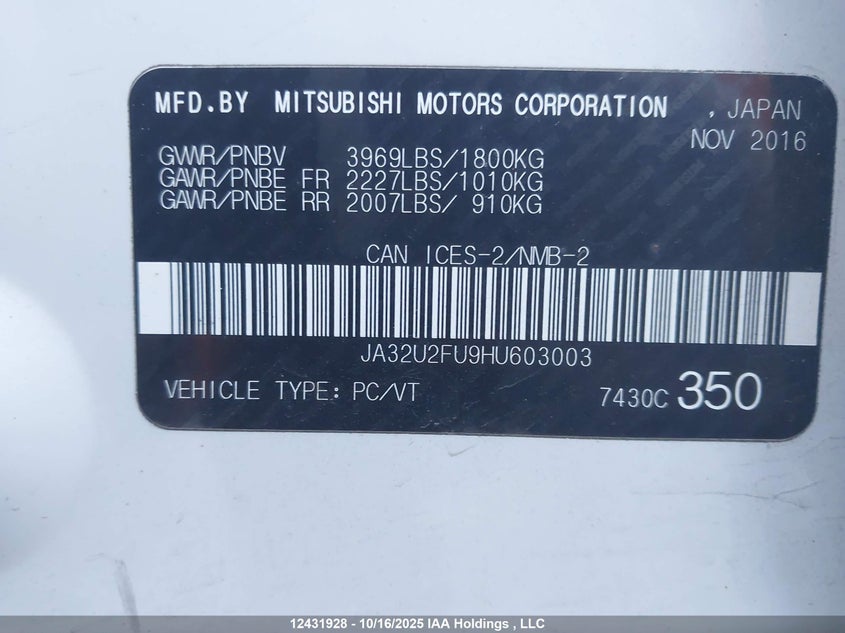 MFD.BY MITSUBISHI MOTORS CORPORATION , JAPAN
NOV 2016
GVWR/PNBV 3969LBS/1800KG
GAWR/PNBE FR 2227LBS/1010KG
GAWR/PNBE RR 2007LBS/ 910KG
CAN ICES-2/NMB-2
JA32U2FU9HU603003
VEHICLE TYPE: PC/VT 7430C 350
12431928 - 10/16/2025 IAA Holdings , LLC